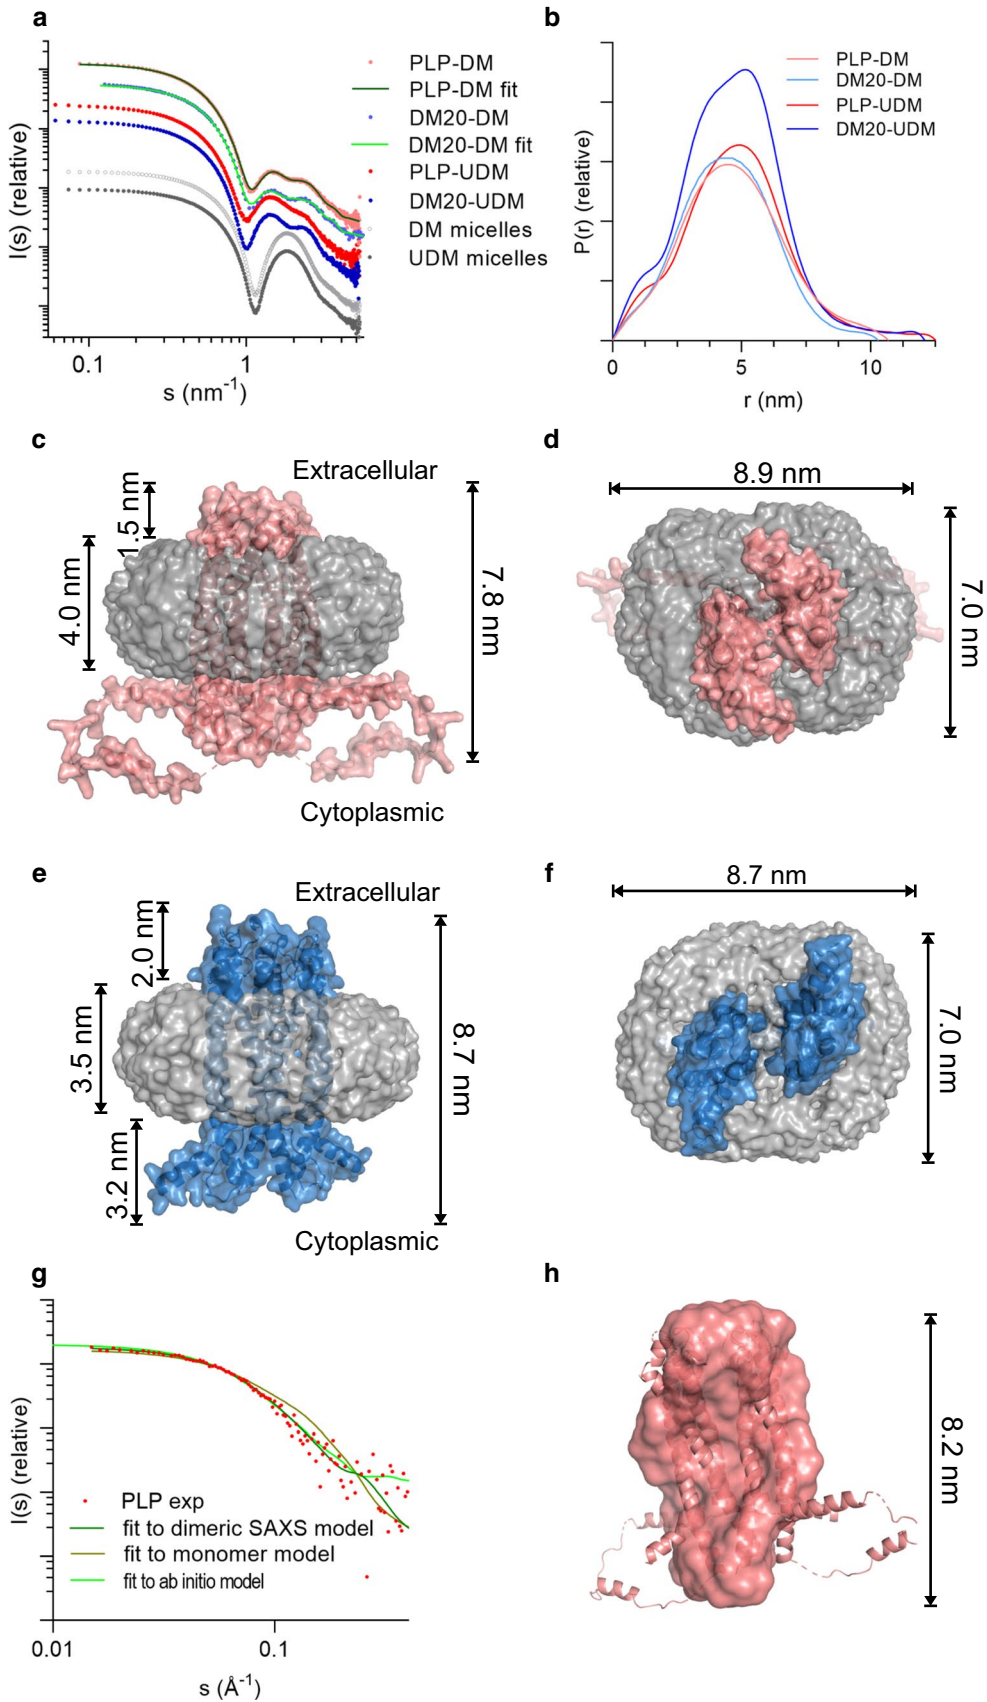 a
I(s) (relative)
PLP-DM
PLP-DM fit
DM20-DM
DM20-DM fit
PLP-UDM
DM20-UDM
DM micelles
UDM micelles
0.1
1
s (nm-1)
b
P(r) (relative)
PLP-DM
DM20-DM
PLP-UDM
DM20-UDM
0
5
10
r (nm)
c
Extracellular
1.5 nm
4.0 nm
7.8 nm
Cytoplasmic
d
8.9 nm
7.0 nm
e
Extracellular
2.0 nm
3.5 nm
3.2 nm
8.7 nm
Cytoplasmic
f
8.7 nm
7.0 nm
g
I(s) (relative)
PLP exp
fit to dimeric SAXS model
fit to monomer model
fit to ab initio model
0.01
0.1
s (Å-1)
h
8.2 nm